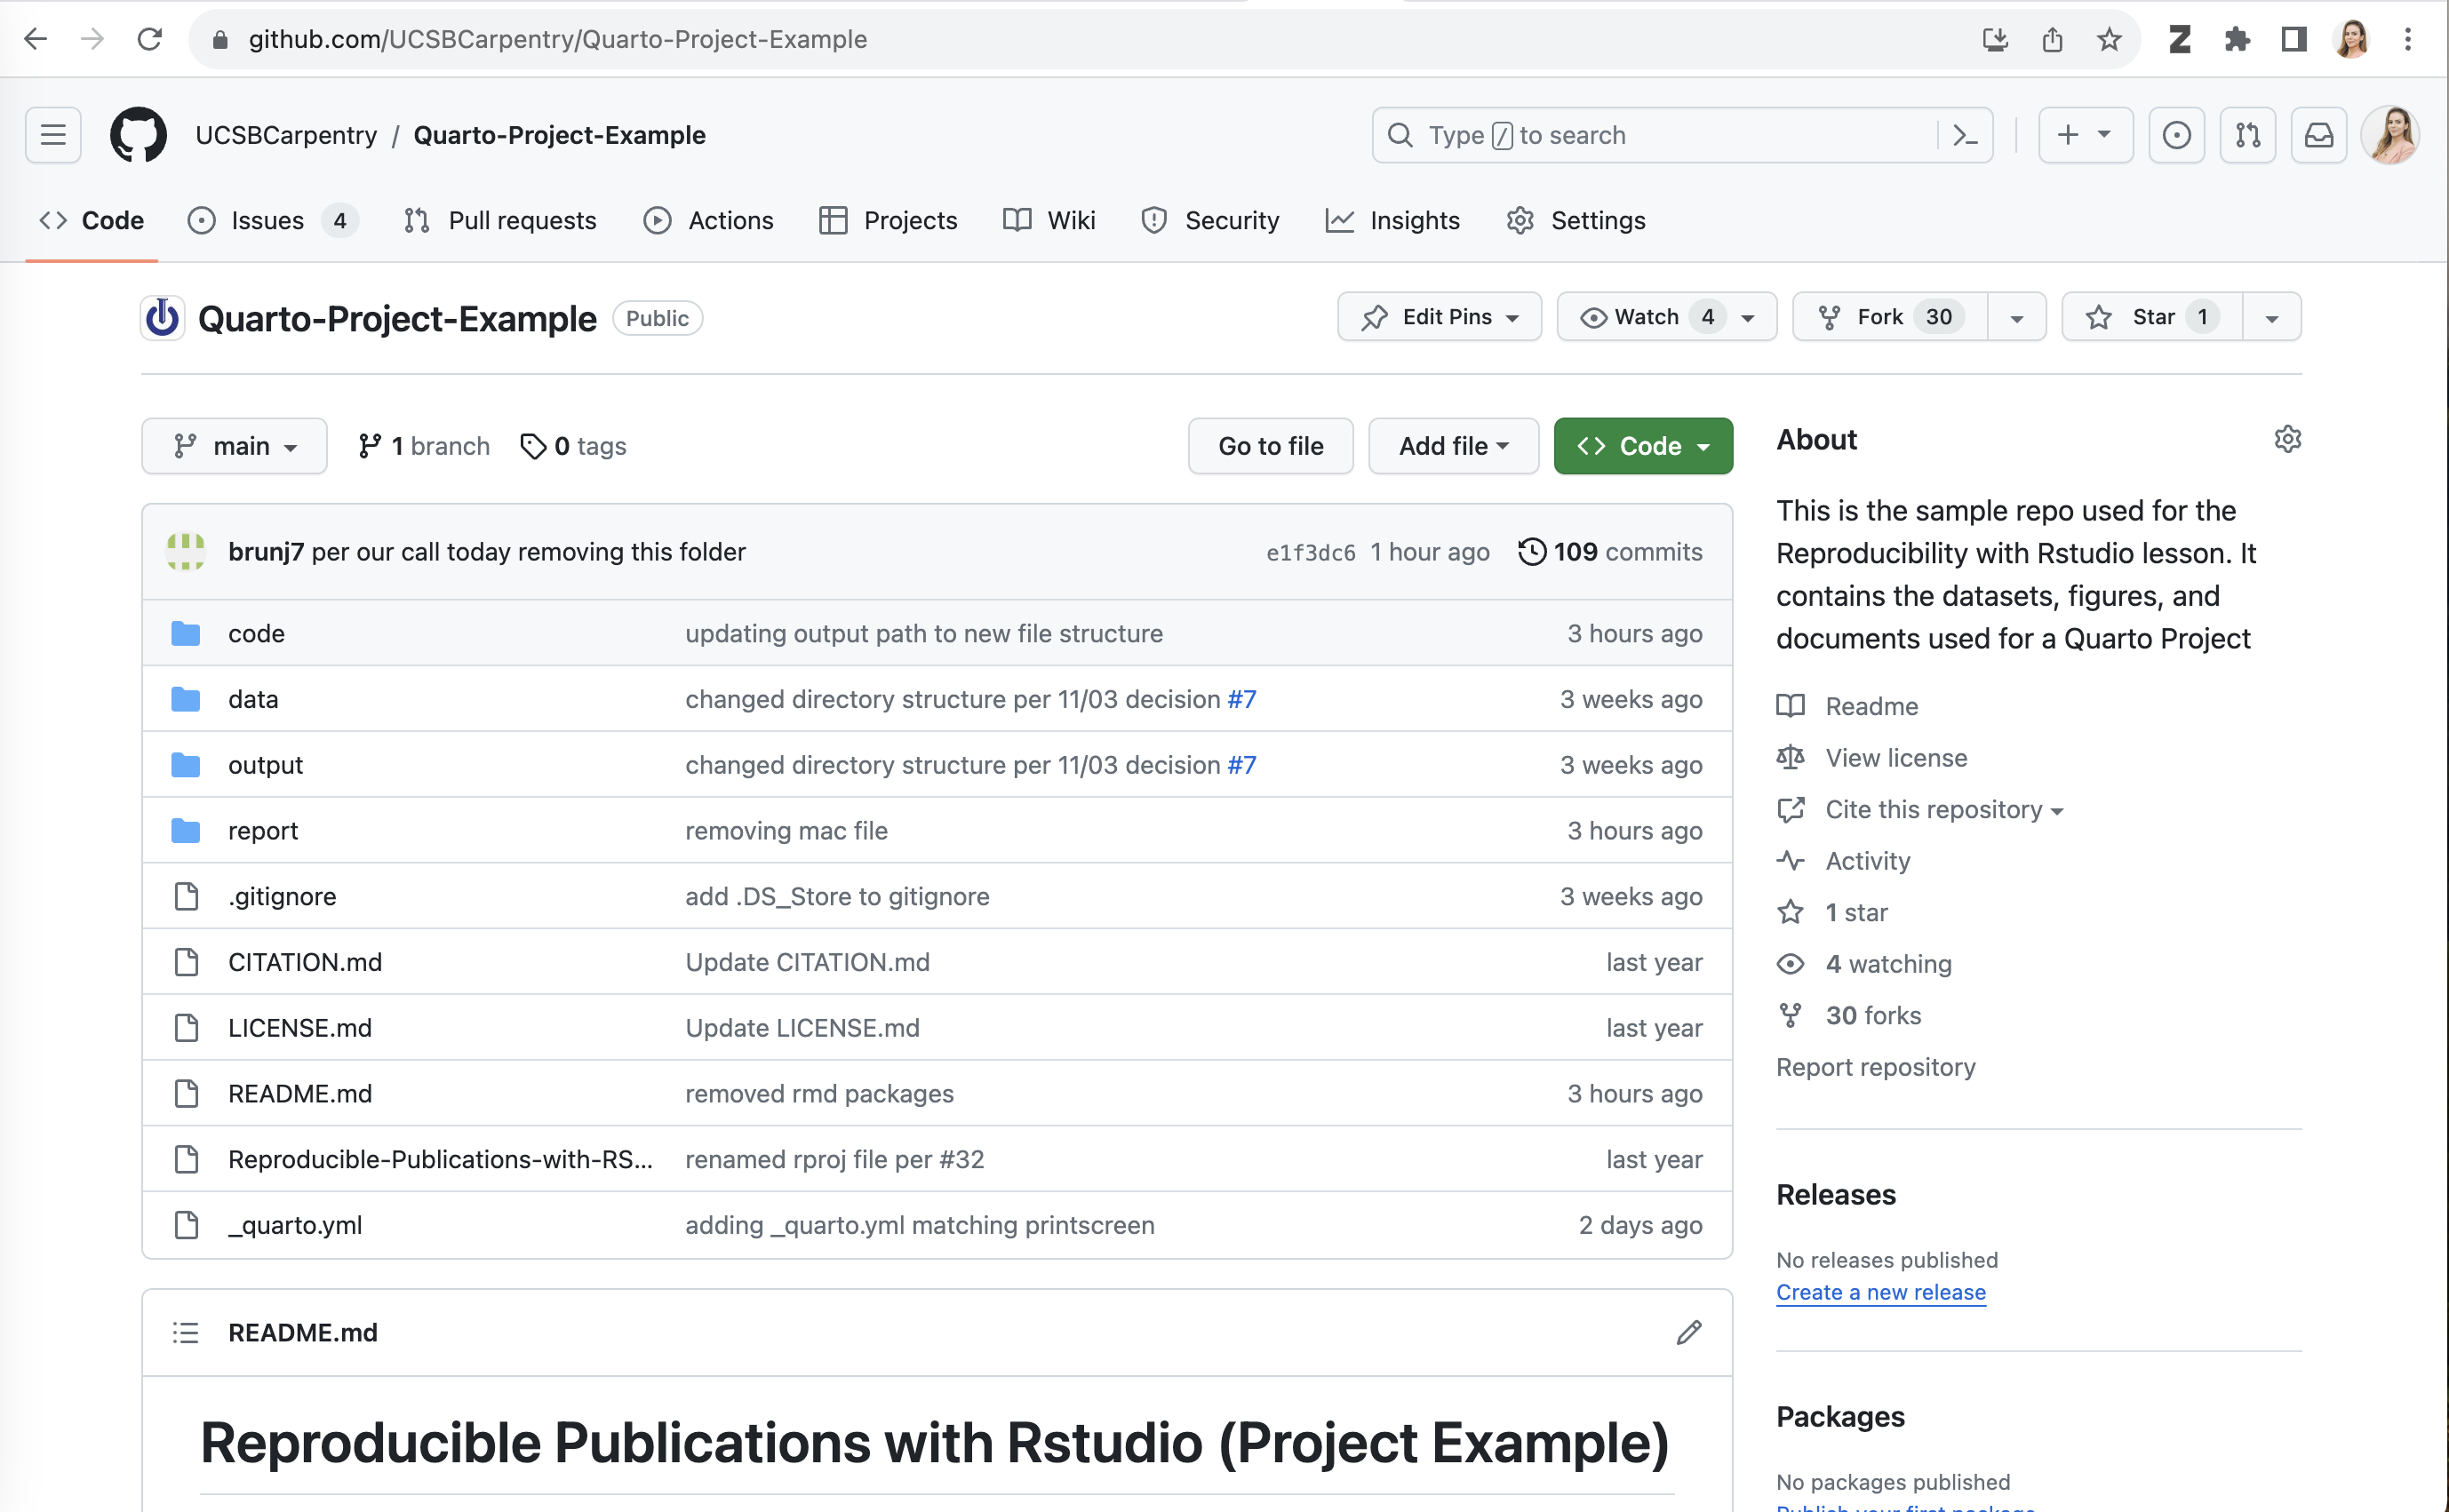 github.com/UCSBCarpentry/Quarto-Project-Example
UCSBCarpentry / Quarto-Project-Example
Type / to search
Code
Issues 4
Pull requests
Actions
Projects
Wiki
Security
Insights
Settings
Quarto-Project-Example Public
Edit Pins
Watch 4
Fork 30
Star 1
main
1 branch
0 tags
Go to file
Add file
Code
brunj7 per our call today removing this folder e1f3dc6 1 hour ago 109 commits
code updating output path to new file structure 3 hours ago
data changed directory structure per 11/03 decision #7 3 weeks ago
output changed directory structure per 11/03 decision #7 3 weeks ago
report removing mac file 3 hours ago
.gitignore add .DS_Store to gitignore 3 weeks ago
CITATION.md Update CITATION.md last year
LICENSE.md Update LICENSE.md last year
README.md removed rmd packages 3 hours ago
Reproducible-Publications-with-RS... renamed rproj file per #32 last year
_quarto.yml adding _quarto.yml matching printscreen 2 days ago
README.md
Reproducible Publications with Rstudio (Project Example)
About
This is the sample repo used for the
Reproducibility with Rstudio lesson. It
contains the datasets, figures, and
documents used for a Quarto Project
Readme
View license
Cite this repository
Activity
1 star
4 watching
30 forks
Report repository
Releases
No releases published
Create a new release
Packages
No packages published
Publish your first package